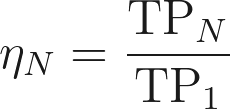 η_N = TP_N / TP_1